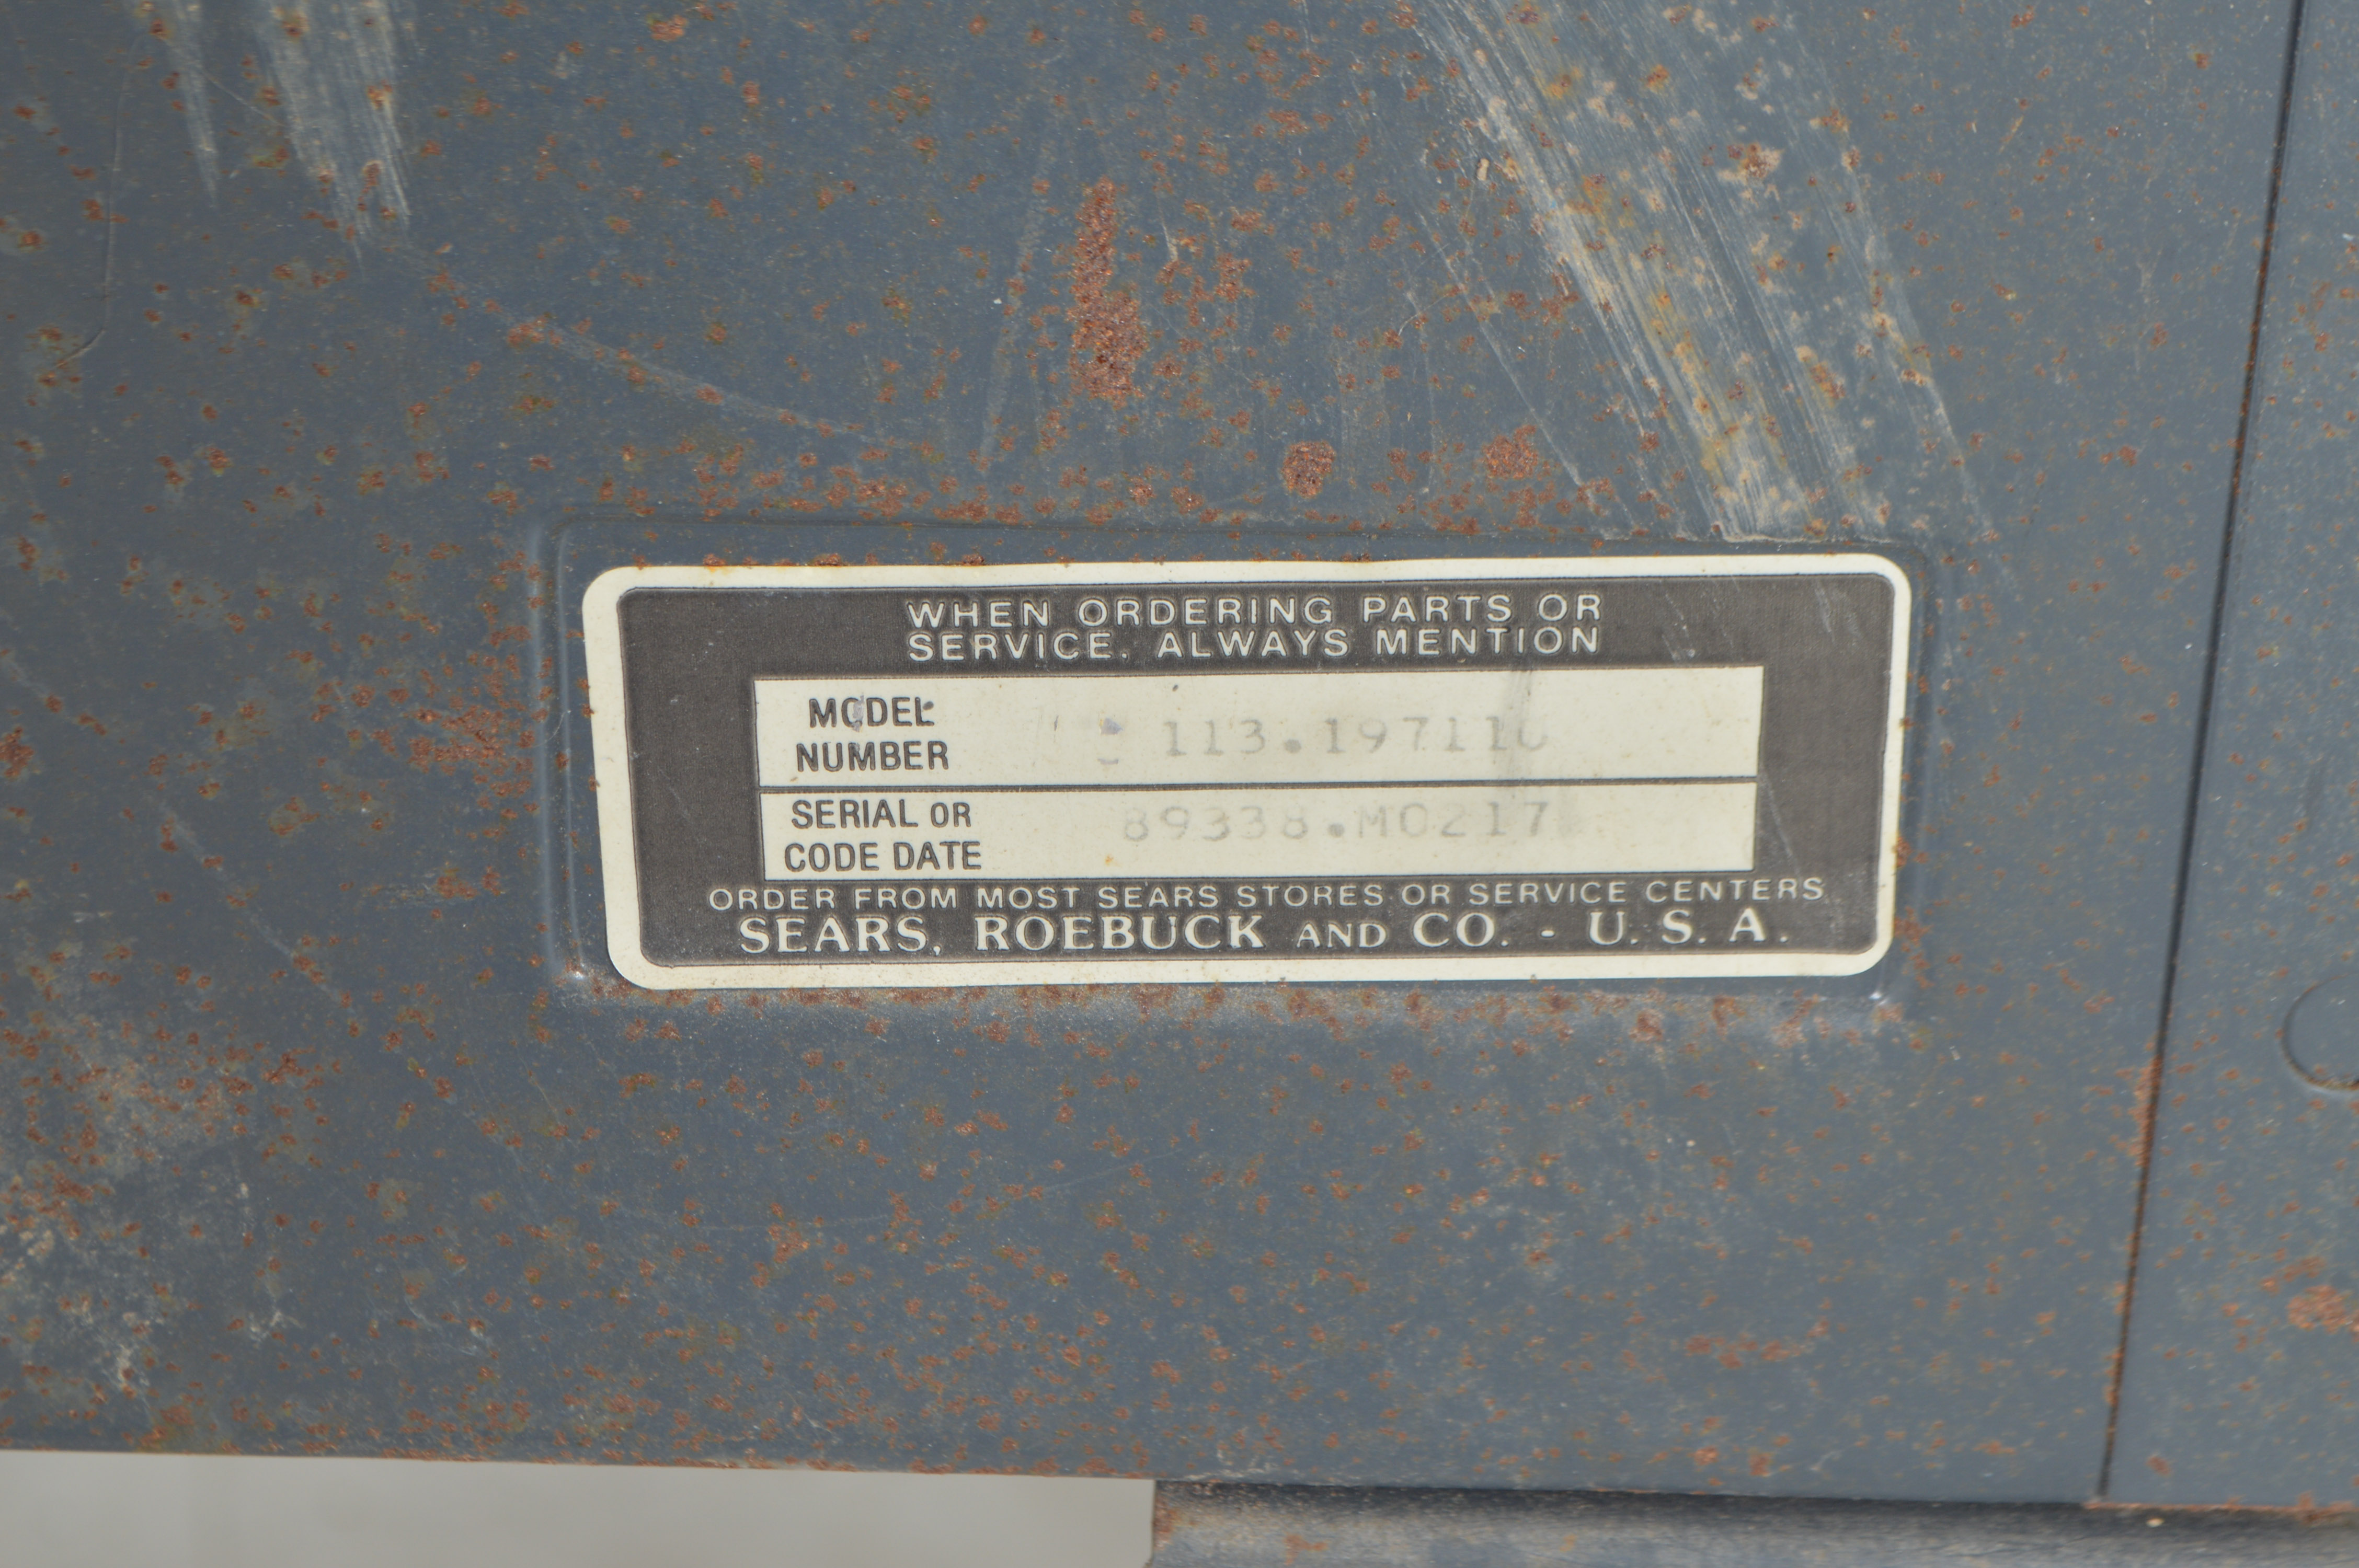 WHEN ORDERING PARTS OR
SERVICE, ALWAYS MENTION
MODEL
NUMBER
113.197110
SERIAL OR
CODE DATE
89338.M0217
ORDER FROM MOST SEARS STORES OR SERVICE CENTERS
SEARS, ROEBUCK AND CO. - U. S. A.